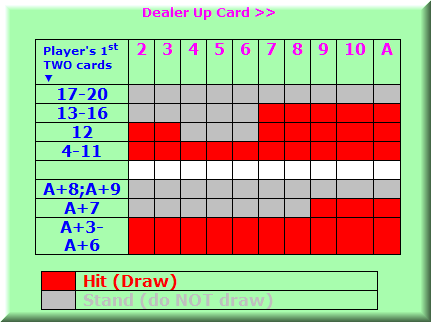 Dealer Up Card >>
Player's 1st 2 3 4 5 6 7 8 9 10 A
TWO cards
▼
17-20
13-16
12
4-11
A+8;A+9
A+7
A+3-
A+6
Hit (Draw)
Stand (do NOT draw)